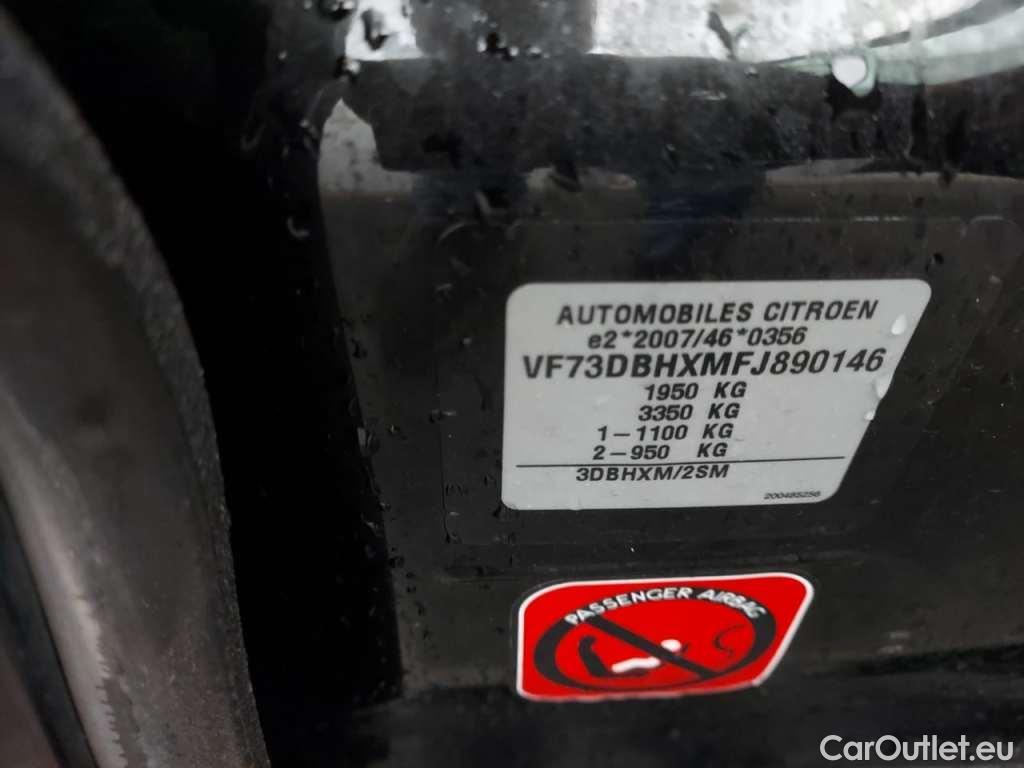 AUTOMOBILES CITROEN
e2*2007/46*0356
VF73DBHXMFJ890146
1950 KG
3350 KG
1-1100 KG
2-950 KG
3DBHXM/2SM
200485256
PASSENGER AIRBAG
CarOutlet.eu